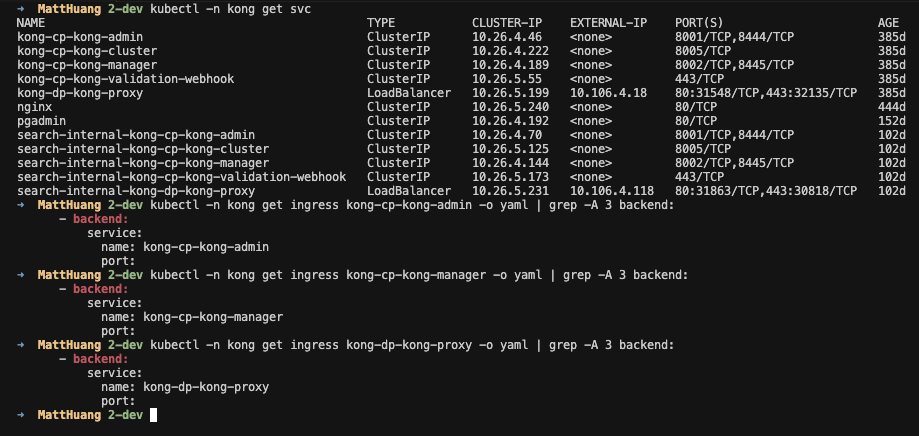 → MattHuang 2-dev kubectl -n kong get svc
NAME TYPE CLUSTER-IP EXTERNAL-IP PORT(S) AGE
kong-cp-kong-admin ClusterIP 10.26.4.46 <none> 8001/TCP,8444/TCP 385d
kong-cp-kong-cluster ClusterIP 10.26.4.222 <none> 8005/TCP 385d
kong-cp-kong-manager ClusterIP 10.26.4.189 <none> 8002/TCP,8445/TCP 385d
kong-cp-kong-validation-webhook ClusterIP 10.26.5.55 <none> 443/TCP 385d
kong-dp-kong-proxy LoadBalancer 10.26.5.199 10.106.4.18 80:31548/TCP,443:32135/TCP 385d
nginx ClusterIP 10.26.5.240 <none> 80/TCP 444d
pgadmin ClusterIP 10.26.4.192 <none> 80/TCP 152d
search-internal-kong-cp-kong-admin ClusterIP 10.26.4.70 <none> 8001/TCP,8444/TCP 102d
search-internal-kong-cp-kong-cluster ClusterIP 10.26.5.125 <none> 8005/TCP 102d
search-internal-kong-cp-kong-manager ClusterIP 10.26.4.144 <none> 8002/TCP,8445/TCP 102d
search-internal-kong-cp-kong-validation-webhook ClusterIP 10.26.5.173 <none> 443/TCP 102d
search-internal-kong-dp-kong-proxy LoadBalancer 10.26.5.231 10.106.4.118 80:31863/TCP,443:30818/TCP 102d
→ MattHuang 2-dev kubectl -n kong get ingress kong-cp-kong-admin -o yaml | grep -A 3 backend:
- backend:
service:
name: kong-cp-kong-admin
port:
→ MattHuang 2-dev kubectl -n kong get ingress kong-cp-kong-manager -o yaml | grep -A 3 backend:
- backend:
service:
name: kong-cp-kong-manager
port:
→ MattHuang 2-dev kubectl -n kong get ingress kong-dp-kong-proxy -o yaml | grep -A 3 backend:
- backend:
service:
name: kong-dp-kong-proxy
port:
→ MattHuang 2-dev